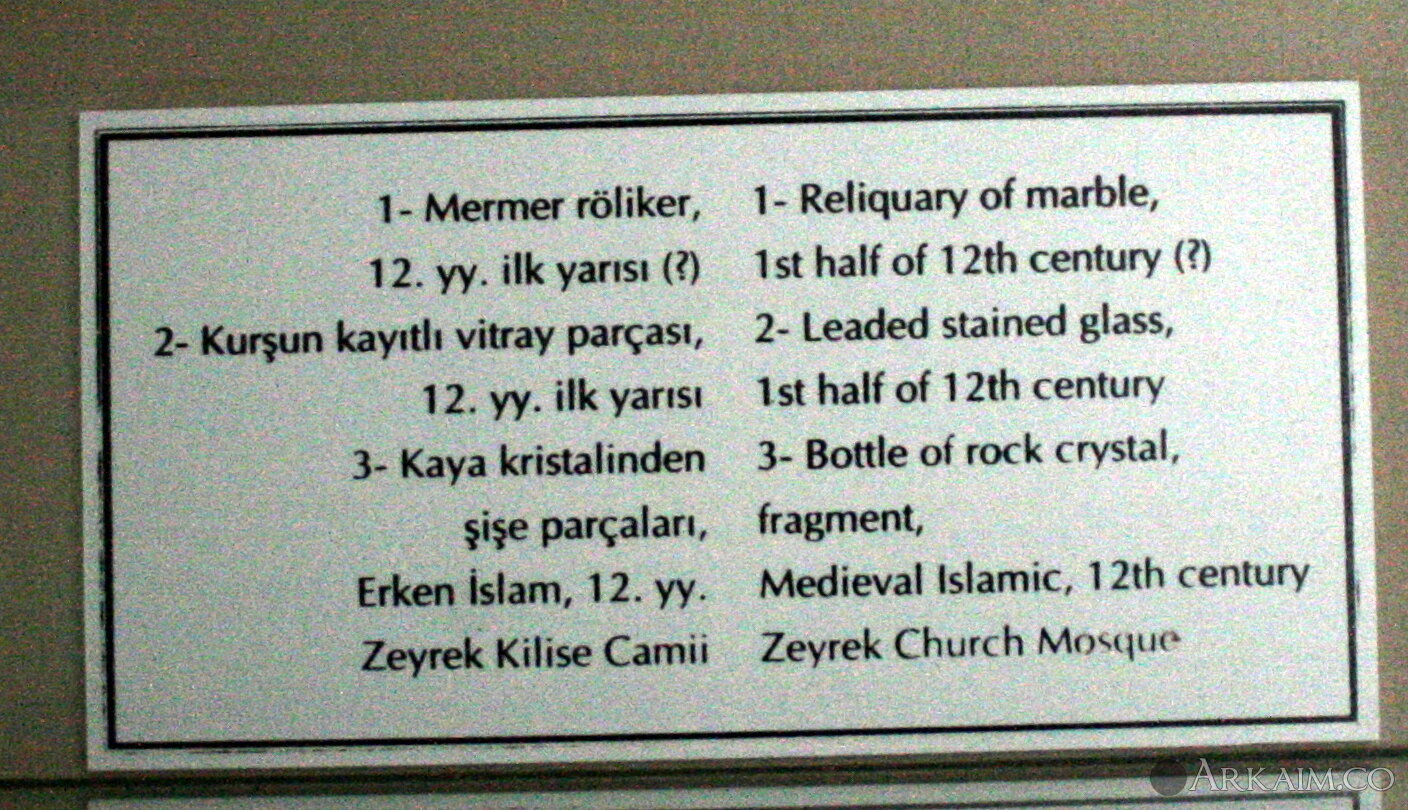 1- Mermer röliker,
12. yy. ilk yarısı (?)
2- Kurşun kayıtlı vitray parçası,
12. yy. ilk yarısı
3- Kaya kristalinden
şişe parçaları,
Erken İslam, 12. yy.
Zeyrek Kilise Camii
1- Reliquary of marble,
1st half of 12th century (?)
2- Leaded stained glass,
1st half of 12th century
3- Bottle of rock crystal,
fragment,
Medieval Islamic, 12th century
Zeyrek Church Mosque
ARKAIM.CO